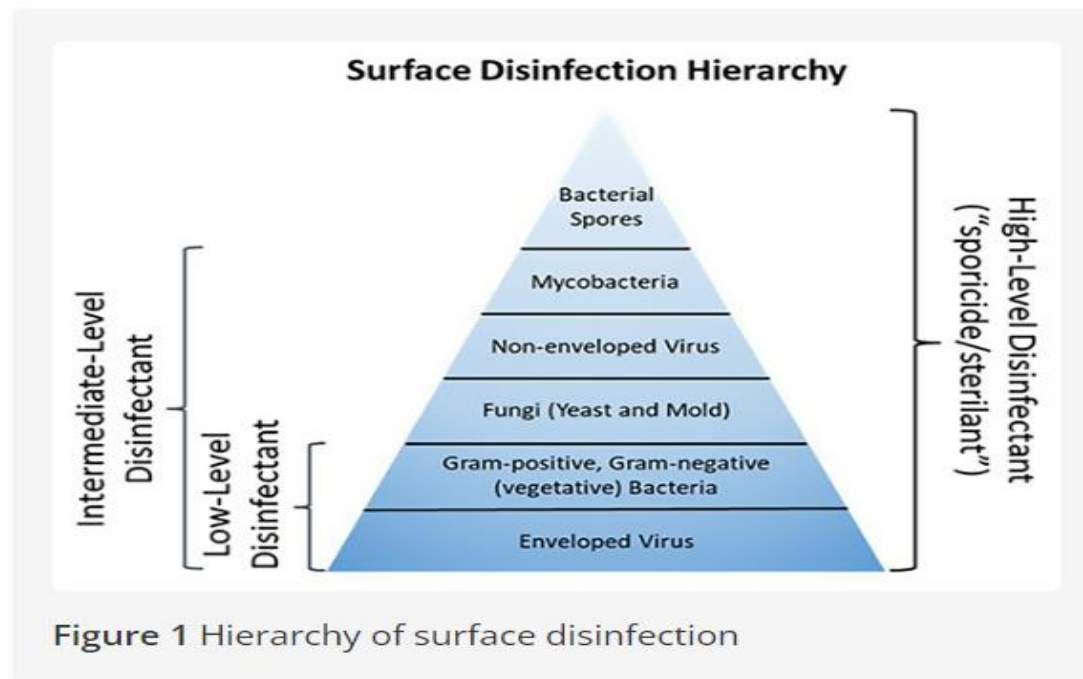 Surface Disinfection Hierarchy
Bacterial
Spores
Mycobacteria
Non-enveloped Virus
Fungi (Yeast and Mold)
Gram-positive, Gram-negative
(vegetative) Bacteria
Enveloped Virus
Intermediate-Level
Disinfectant
Low-Level
Disinfectant
High-Level Disinfectant
(“sporicide/sterilant”)
Figure 1 Hierarchy of surface disinfection